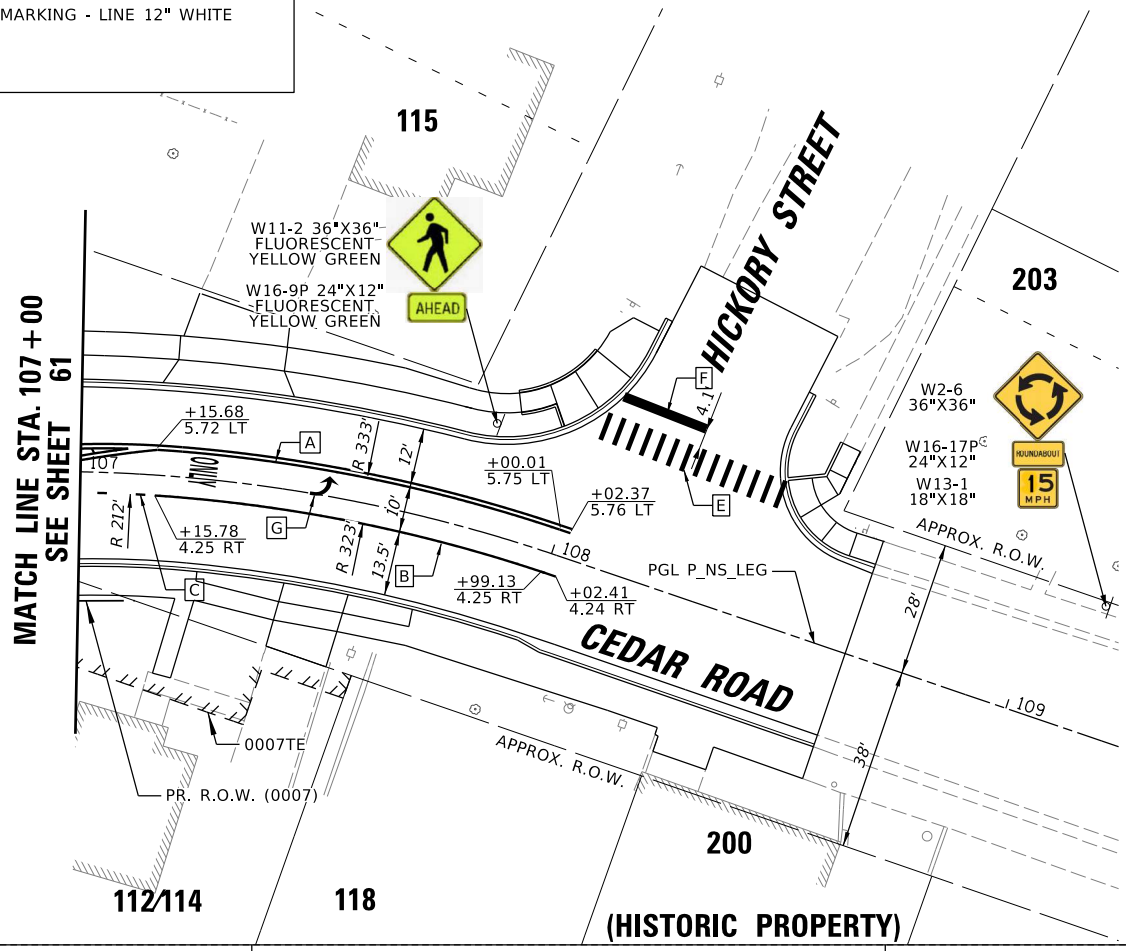 MARKING - LINE 12" WHITE
115
W11-2 36"X36"
FLUORESCENT
YELLOW GREEN
W16-9P 24"X12"
FLUORESCENT
YELLOW GREEN
AHEAD
HICKORY STREET
203
W2-6
36"X36"
W16-17P
24"X12"
W13-1
18"X18"
ROUNDABOUT
15
MPH
MATCH LINE STA. 107+00
SEE SHEET 61
+15.68
5.72 LT
A
R 333'
12'
F
4.1'
107
ONLY
+00.01
5.75 LT
+02.37
5.76 LT
E
G
10'
R 212'
+15.78
4.25 RT
R 323'
13.5'
B
108
APPROX. R.O.W.
PGL P_NS_LEG
C
+99.13
4.25 RT
+02.41
4.24 RT
28'
CEDAR ROAD
109
0007TE
APPROX. R.O.W.
38'
PR. R.O.W. (0007)
200
112/114
118
(HISTORIC PROPERTY)